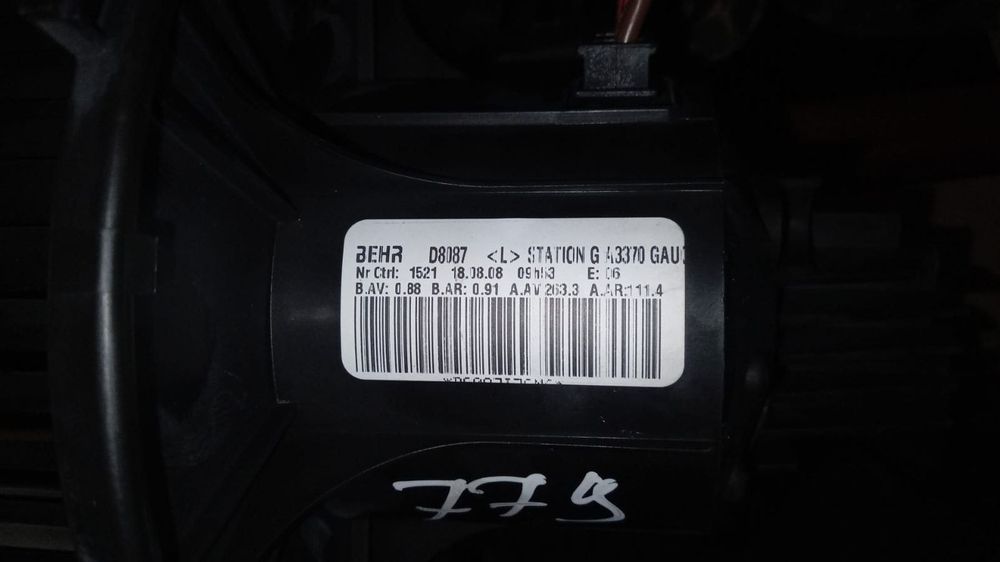 BEHR D8087 <L> STATION G A3370
Nr Ctrl: 1521 18.08.08 09h53 E: 06
B.AV: 0.88 B.AR: 0.91 A.AV 263.3 A.AR:111.4